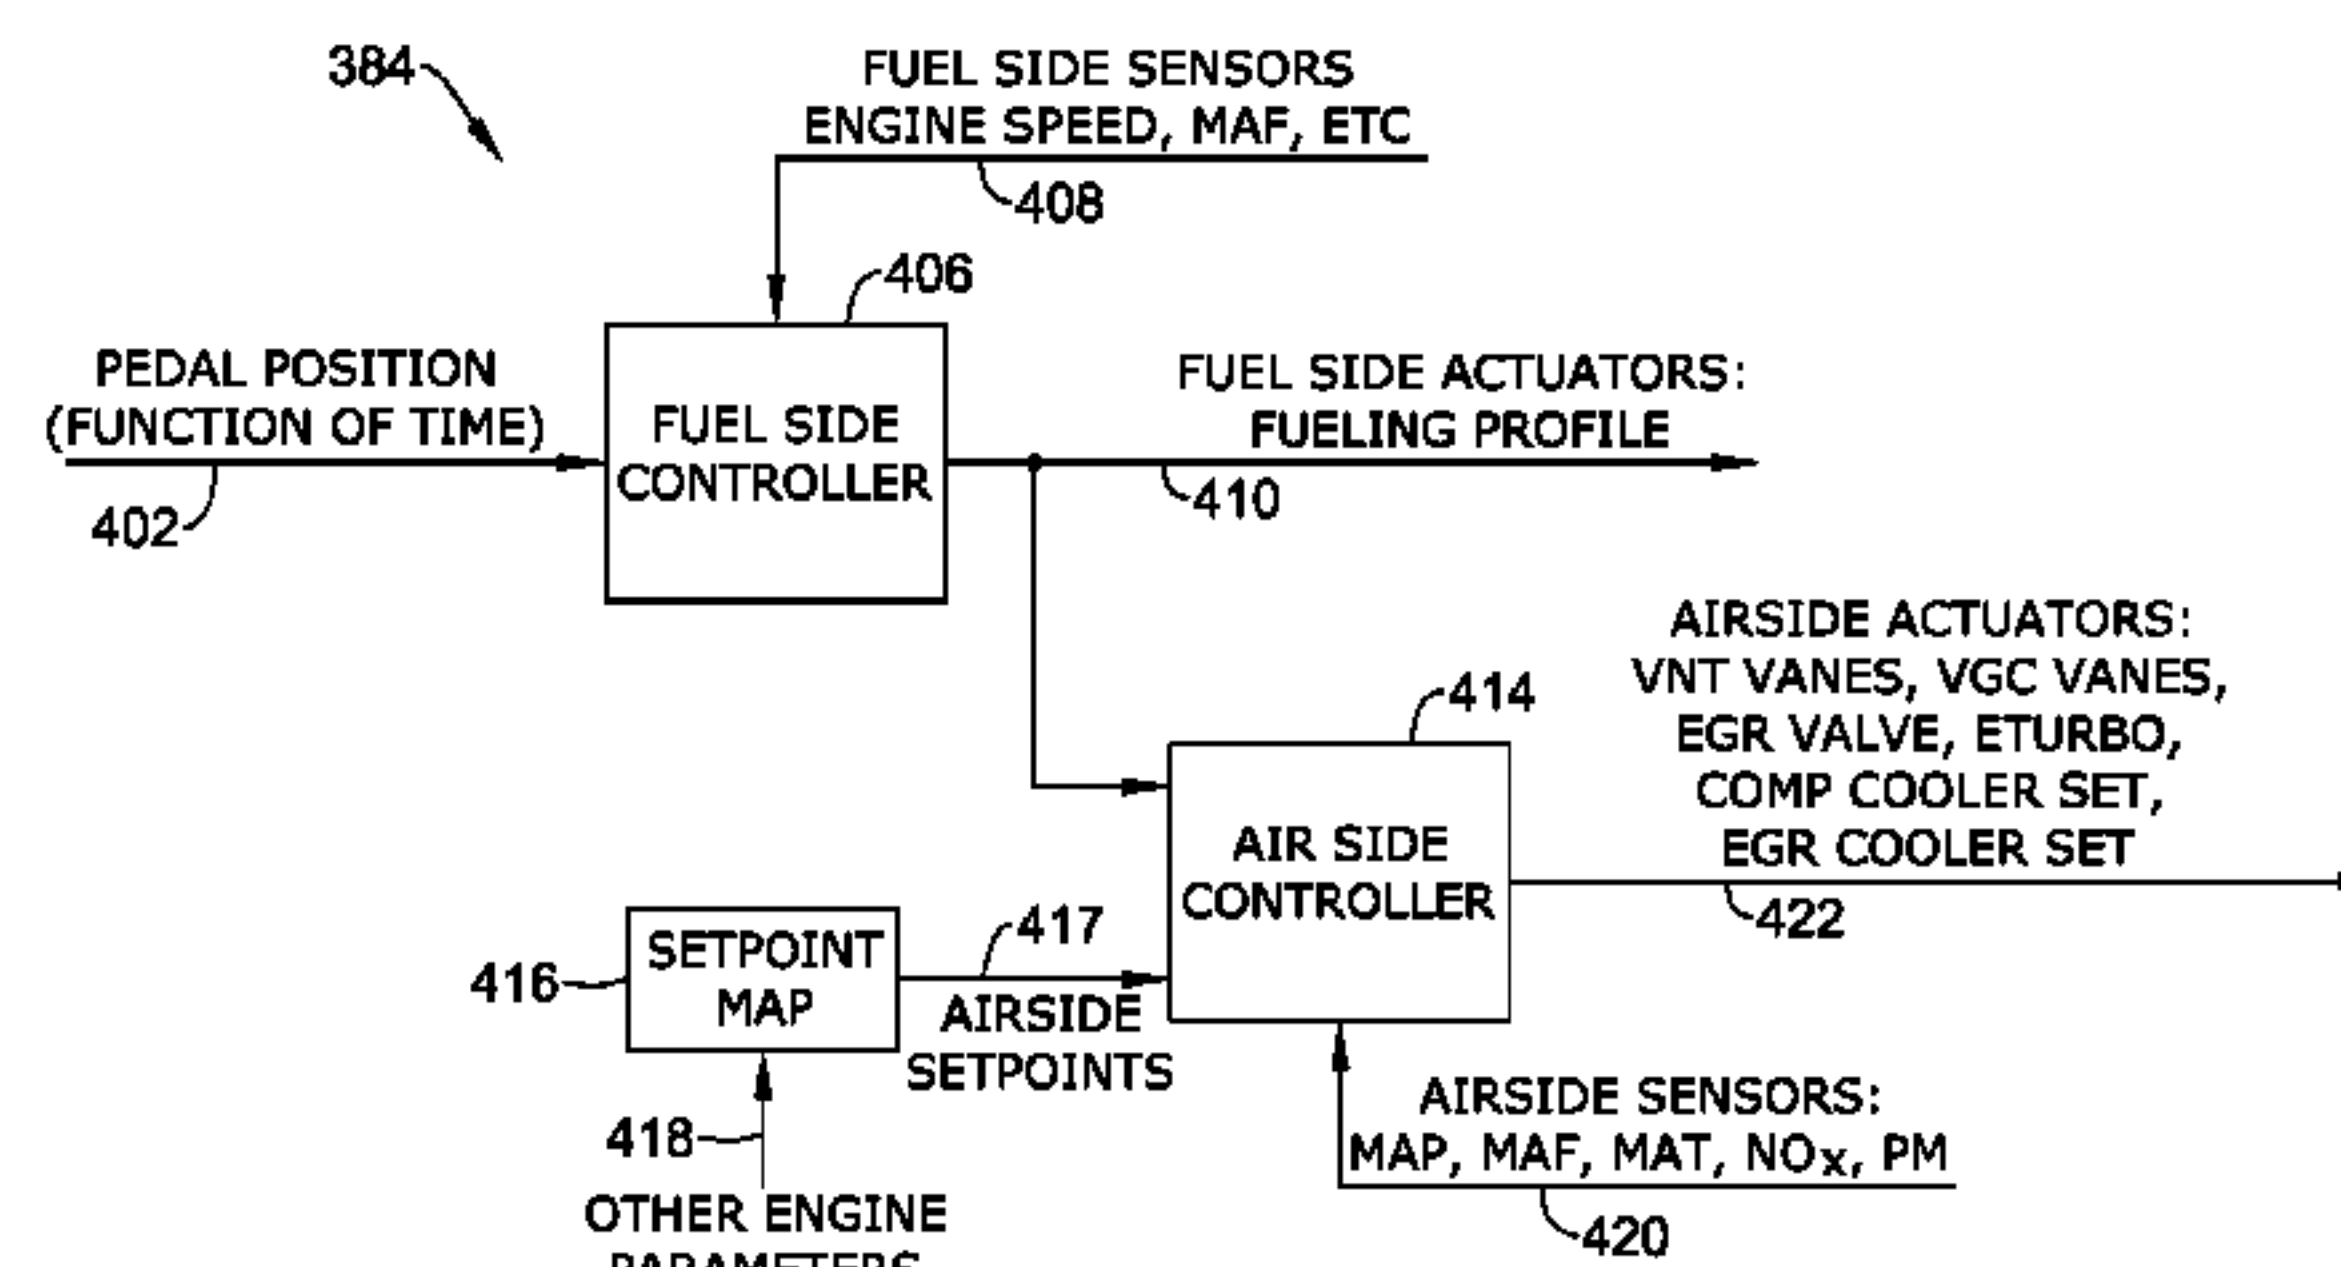 384
FUEL SIDE SENSORS
ENGINE SPEED, MAF, ETC
408
406
PEDAL POSITION
(FUNCTION OF TIME)
402
FUEL SIDE
CONTROLLER
FUEL SIDE ACTUATORS:
FUELING PROFILE
410
AIRSIDE ACTUATORS:
VNT VANES, VGC VANES,
EGR VALVE, ETURBO,
COMP COOLER SET,
EGR COOLER SET
422
414
AIR SIDE
CONTROLLER
416
SETPOINT
MAP
417
AIRSIDE
SETPOINTS
418
OTHER ENGINE
PARAMETERS
AIRSIDE SENSORS:
MAP, MAF, MAT, NOx, PM
420